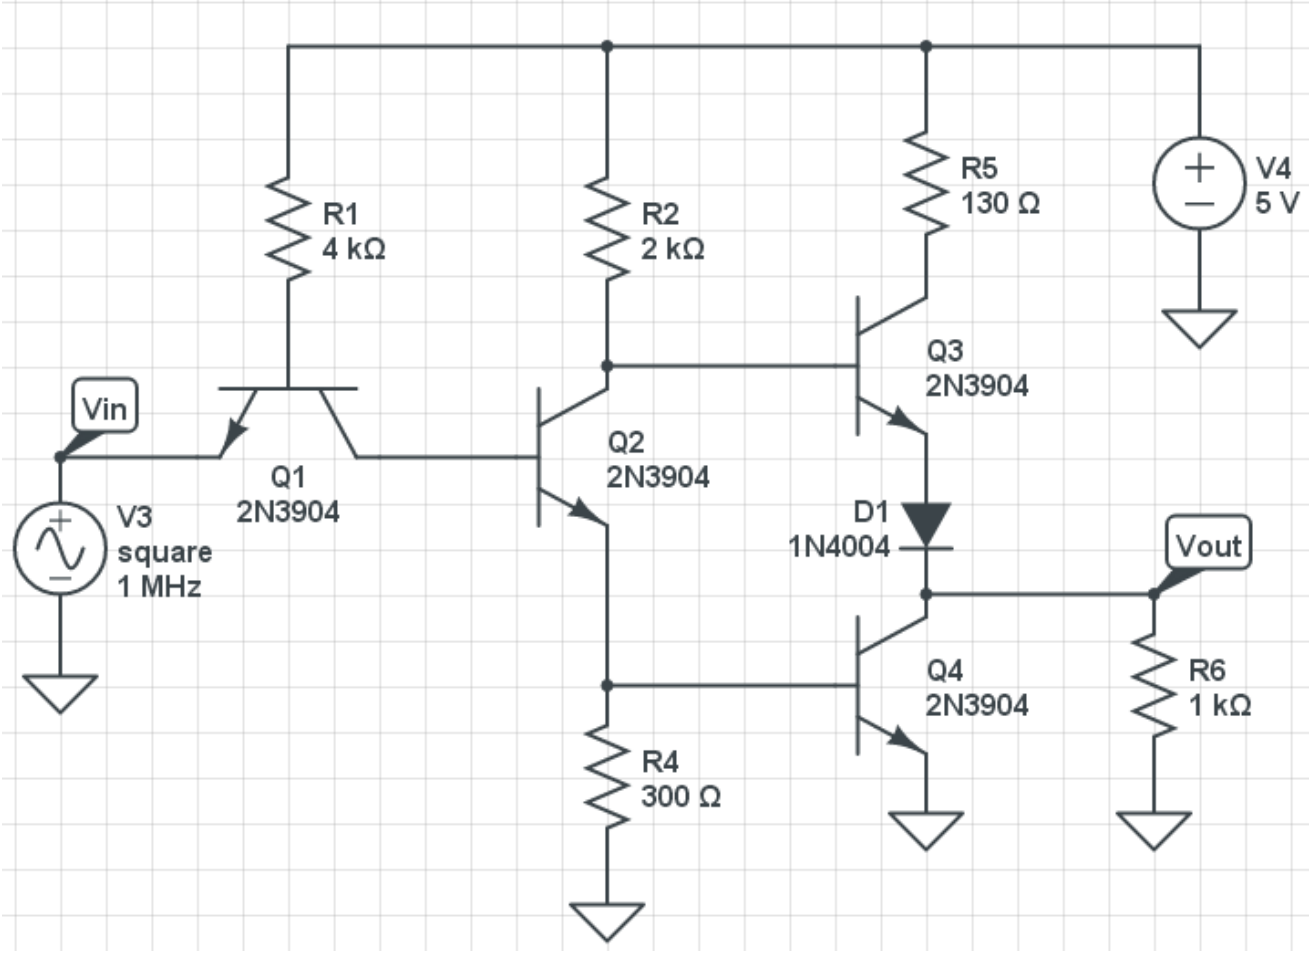 R1
4 kΩ
R2
2 kΩ
R5
130 Ω
+
−
V4
5 V
Vin
Q1
2N3904
Q2
2N3904
Q3
2N3904
+
−
V3
square
1 MHz
D1
1N4004
Vout
Q4
2N3904
R6
1 kΩ
R4
300 Ω